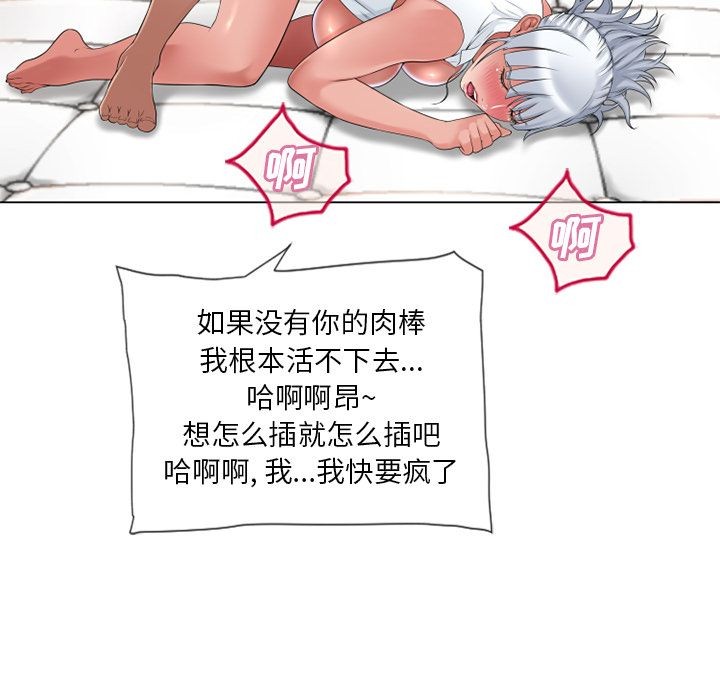 啊
啊
如果没有你的肉棒
我根本活不下去...
哈啊啊昂~
想怎么插就怎么插吧
哈啊啊, 我...我快要疯了